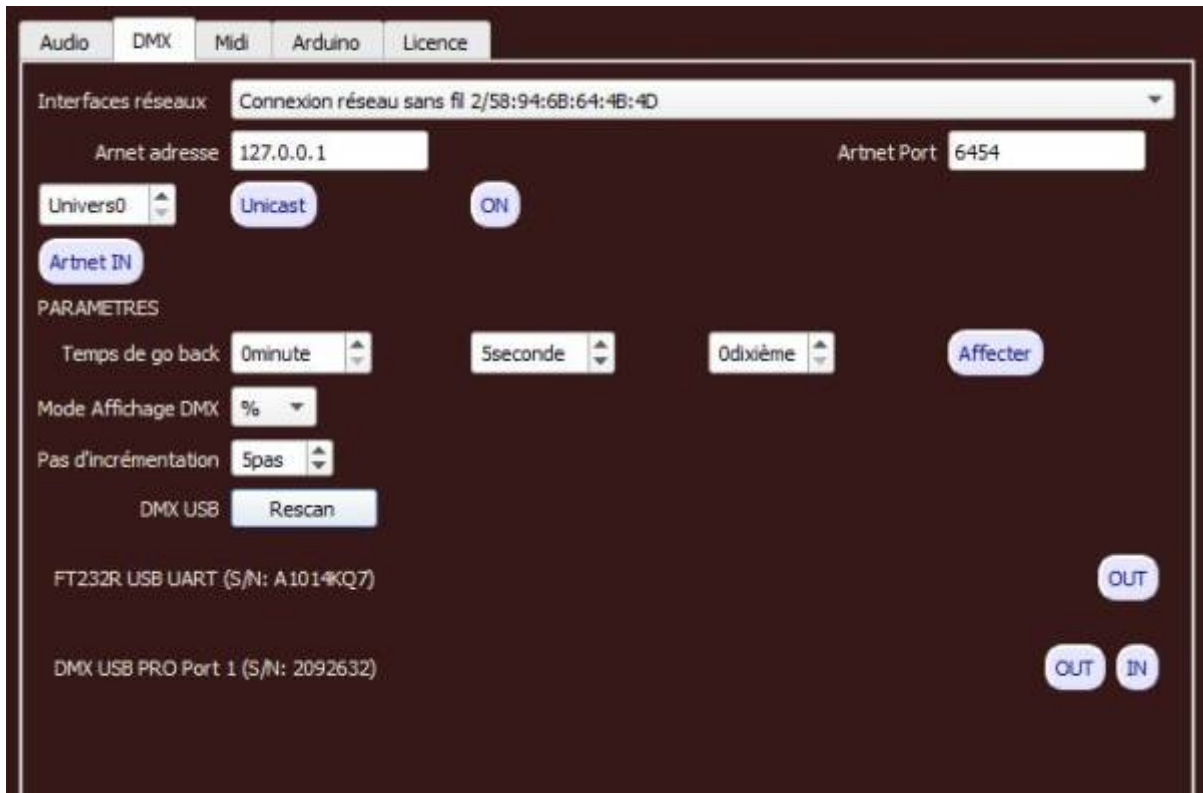 Audio DMX Midi Arduino Licence
Interfaces réseaux Connexion réseau sans fil 2/58:94:6B:64:4B:4D
Arnet adresse 127.0.0.1 Artnet Port 6454
Univers0 Unicast ON
Artnet IN
PARAMETRES
Temps de go back 0minute 5seconde 0dixième Affecter
Mode Affichage DMX %
Pas d'incrémentation 5pas
DMX USB Rescan
FT232R USB UART (S/N: A1014KQ7) OUT
DMX USB PRO Port 1 (S/N: 2092632) OUT IN